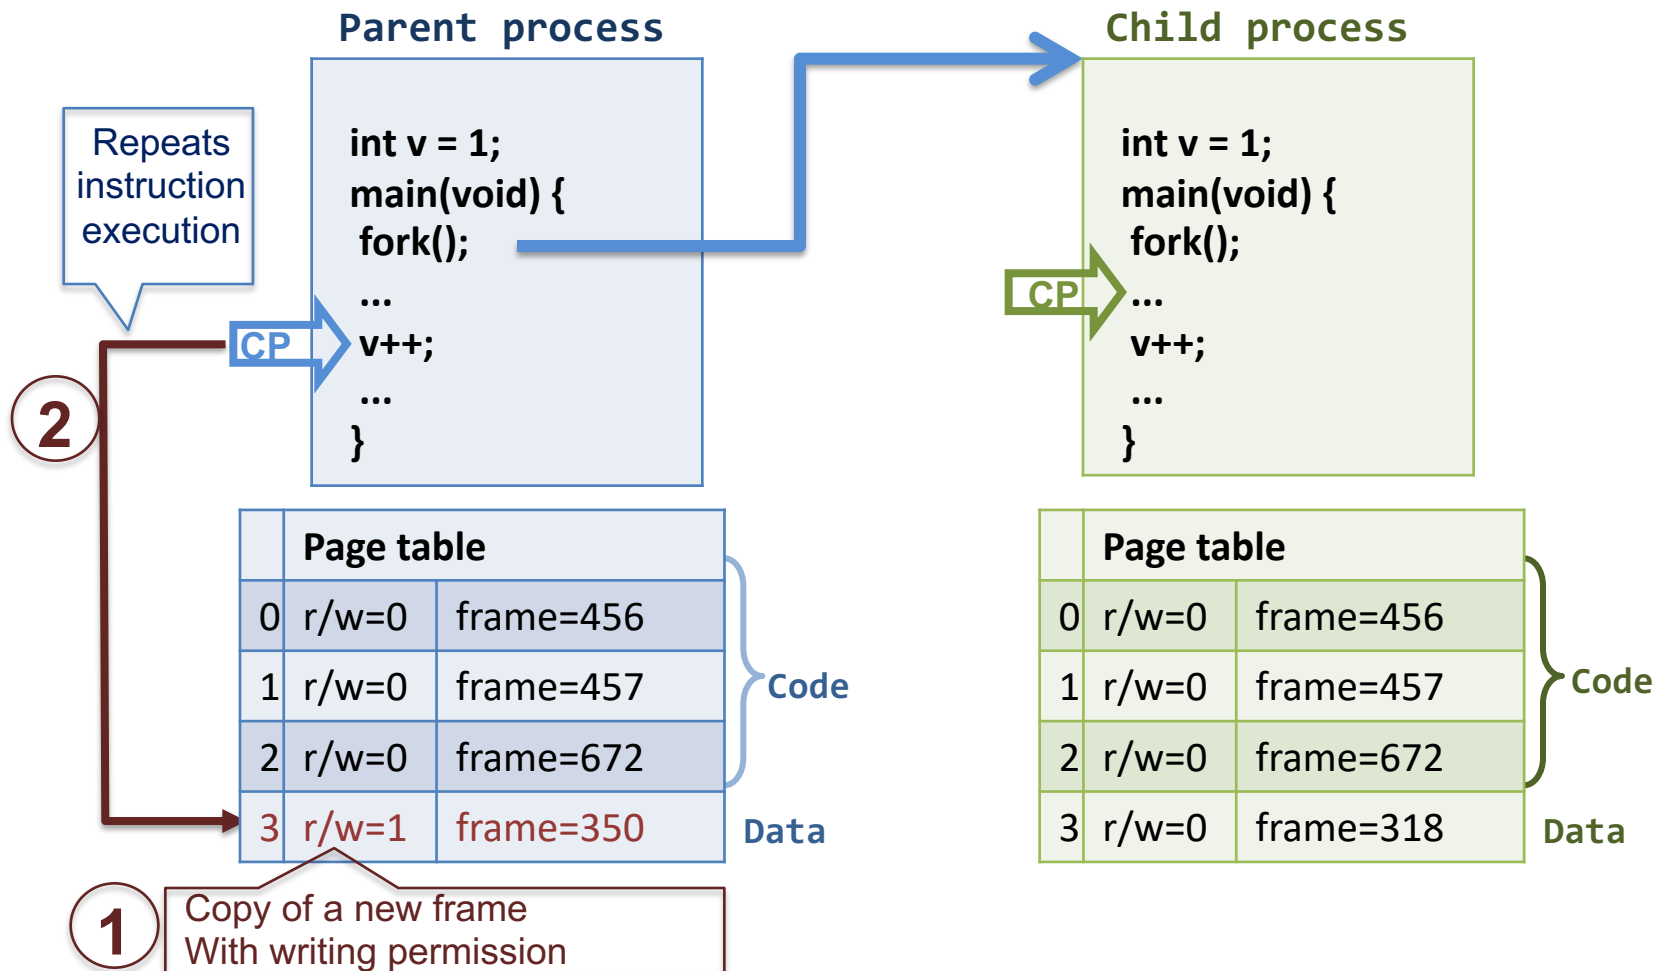 Parent process
Child process
Repeats
instruction
execution
int v = 1;
main(void) {
fork();
...
v++;
...
}
CP
2
int v = 1;
main(void) {
fork();
...
v++;
...
}
CP
Page table
0 r/w=0 frame=456
1 r/w=0 frame=457
2 r/w=0 frame=672
3 r/w=1 frame=350
Code
Data
Page table
0 r/w=0 frame=456
1 r/w=0 frame=457
2 r/w=0 frame=672
3 r/w=0 frame=318
Code
Data
1
Copy of a new frame
With writing permission